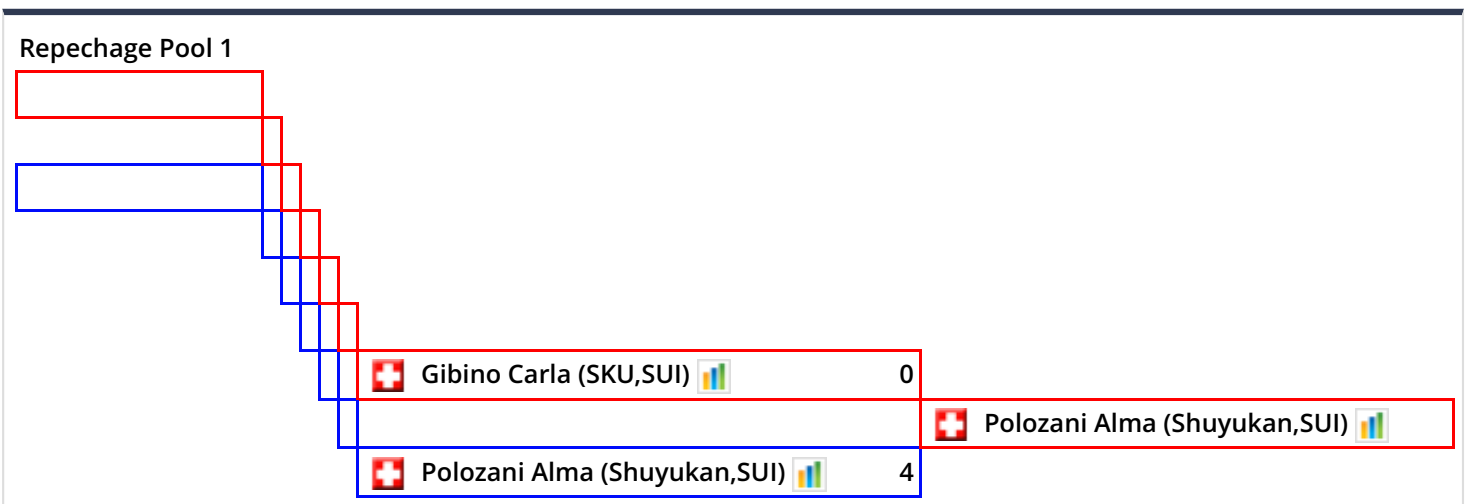 Repechage Pool 1
Gibino Carla (SKU,SUI) 0
Polozani Alma (Shuyukan,SUI)
Polozani Alma (Shuyukan,SUI) 4